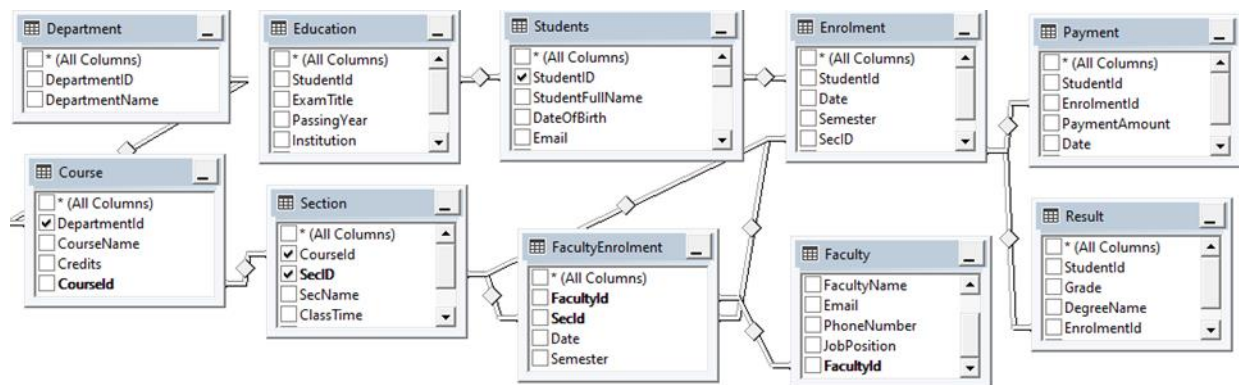 Department
* (All Columns)
DepartmentID
DepartmentName
Education
* (All Columns)
StudentId
ExamTitle
PassingYear
Institution
Students
* (All Columns)
StudentID
StudentFullName
DateOfBirth
Email
Enrolment
* (All Columns)
StudentId
Date
Semester
SecID
Payment
* (All Columns)
StudentId
EnrolmentId
PaymentAmount
Date
Course
* (All Columns)
DepartmentId
CourseName
Credits
CourseId
Section
* (All Columns)
CourseId
SecID
SecName
ClassTime
FacultyEnrolment
* (All Columns)
FacultyId
SecId
Date
Semester
Faculty
FacultyName
Email
PhoneNumber
JobPosition
FacultyId
Result
* (All Columns)
StudentId
Grade
DegreeName
EnrolmentId